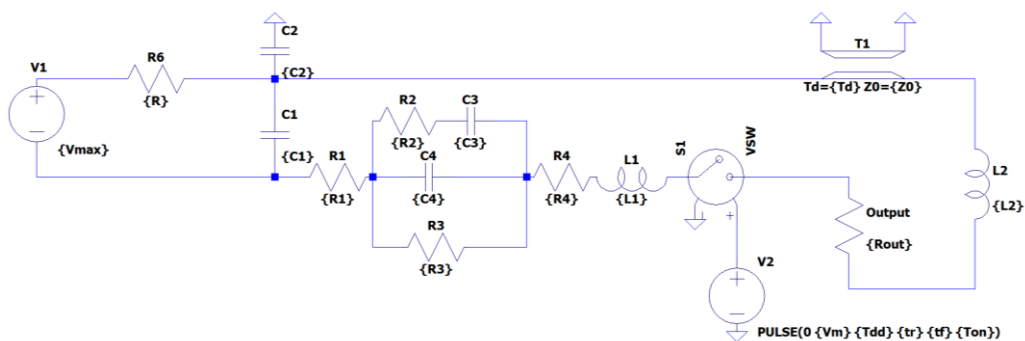 C2
{C2}
T1
Td={Td} Z0={Z0}
V1
{Vmax}
R6
{R}
C1
{C1}
R1
{R1}
R2
{R2}
C3
{C3}
C4
{C4}
R3
{R3}
R4
{R4}
L1
{L1}
S1
VSW
L2
{L2}
Output
{Rout}
V2
PULSE(0 {Vm} {Tdd} {tr} {tf} {Ton})